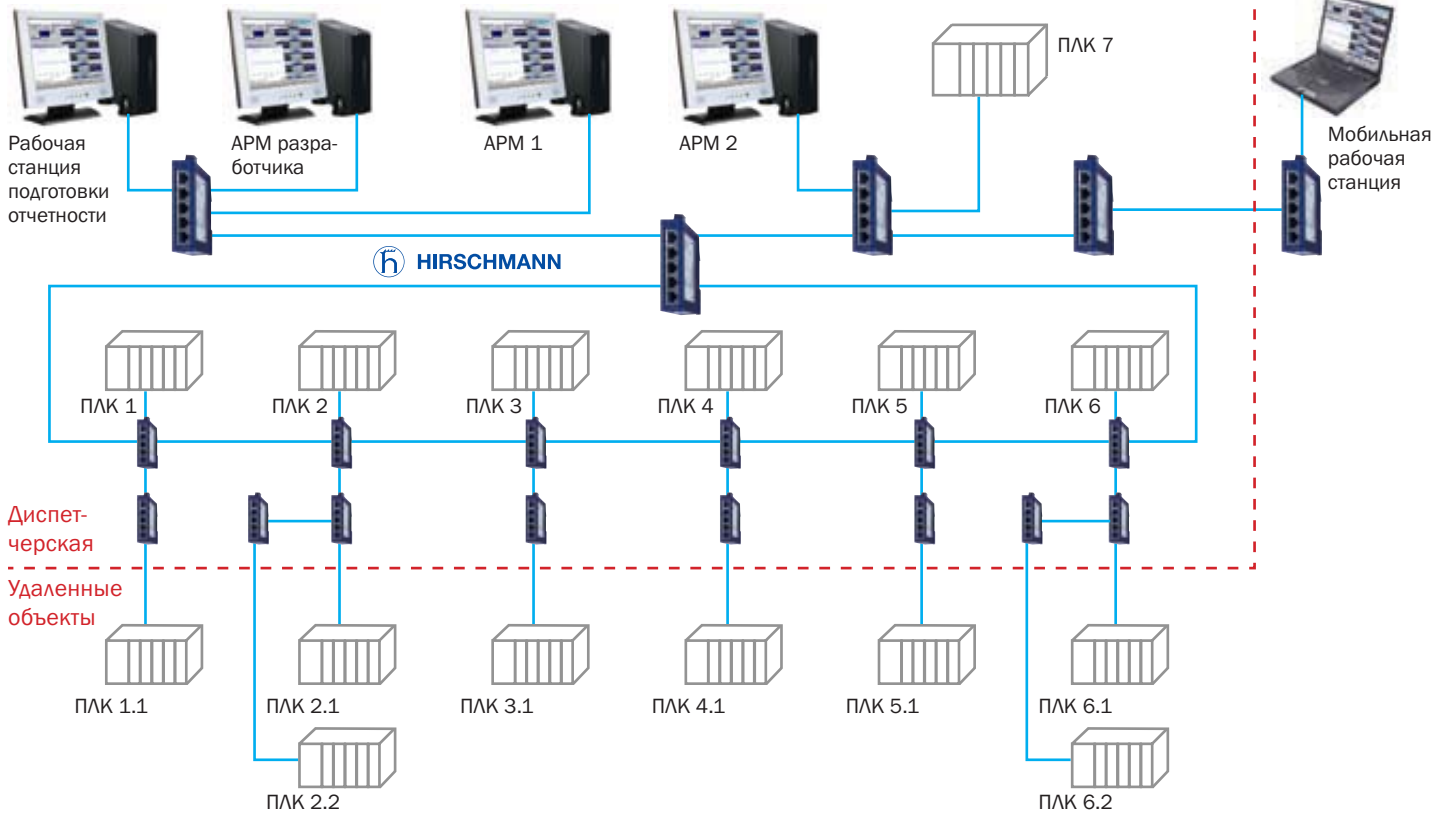 ПЛК 7
Рабочая
станция
подготовки
отчетности
АРМ разра-
ботчика
АРМ 1
АРМ 2
Мобильная
рабочая
станция
HIRSCHMANN
ПЛК 1
ПЛК 2
ПЛК 3
ПЛК 4
ПЛК 5
ПЛК 6
Диспет-
черская
Удаленные
объекты
ПЛК 1.1
ПЛК 2.1
ПЛК 3.1
ПЛК 4.1
ПЛК 5.1
ПЛК 6.1
ПЛК 2.2
ПЛК 6.2